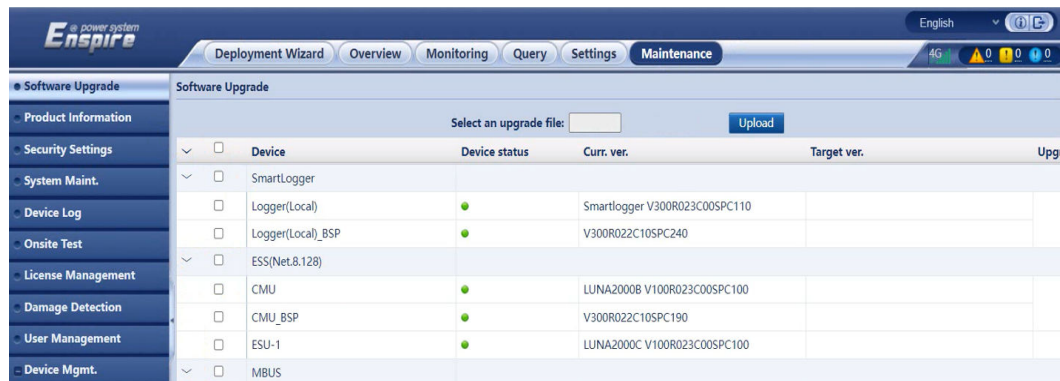 e power system
Enspire
English
Deployment Wizard Overview Monitoring Query Settings Maintenance
4G 0 0 0
Software Upgrade
Product Information
Security Settings
System Maint.
Device Log
Onsite Test
License Management
Damage Detection
User Management
Device Mgmt.
Software Upgrade
Select an upgrade file: Upload
Device Device status Curr. ver. Target ver. Upg
SmartLogger
Logger(Local) Smartlogger V300R023C00SPC110
Logger(Local)_BSP V300R022C10SPC240
ESS(Net.8.128)
CMU LUNA2000B V100R023C00SPC100
CMU_BSP V300R022C10SPC190
ESU-1 LUNA2000C V100R023C00SPC100
MBUS